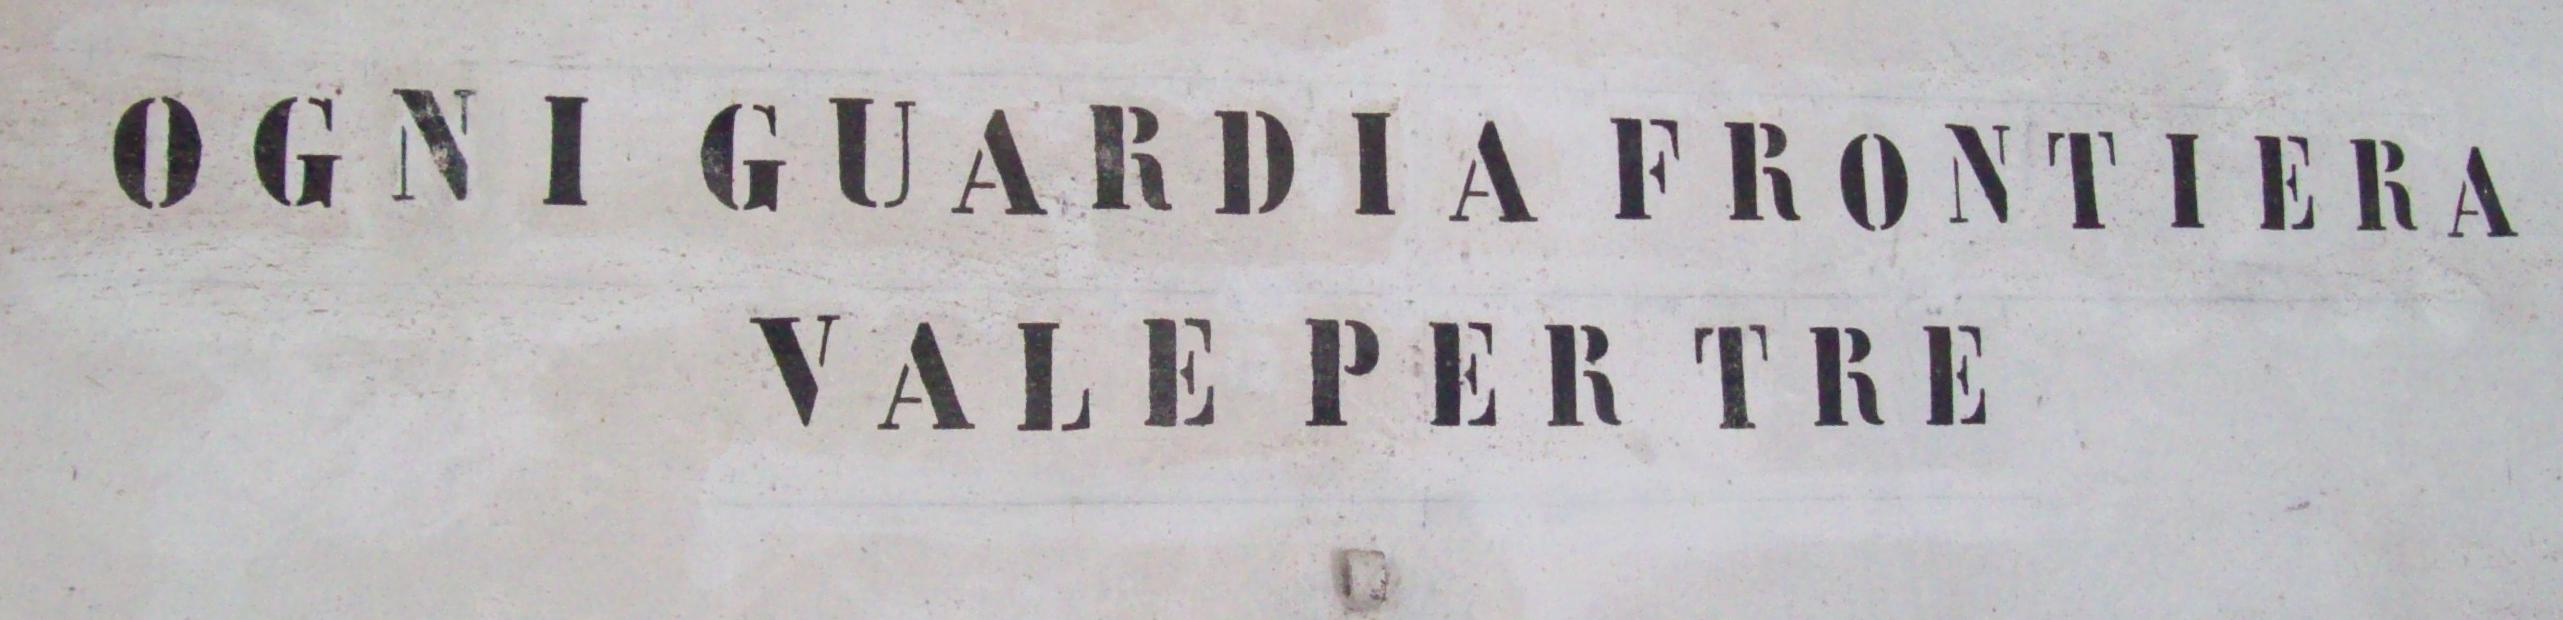 OGNI GUARDIA FRONTIERA
VALE PER TRE